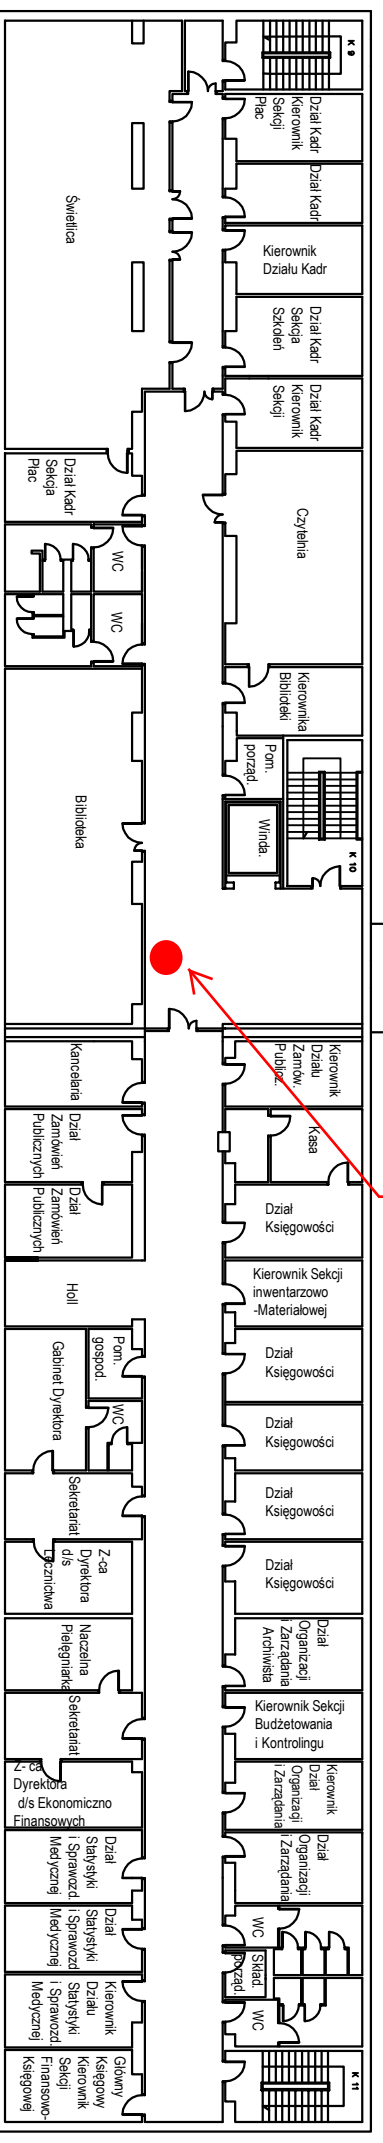 K 9
Dział Kadr
Kierownik
Sekcji
Płac
Dział Kadr
Kierownik
Działu Kadr
Świetlica
Dział Kadr
Sekcja
Szkoleń
Dział Kadr
Kierownik
Sekcji
Dział Kadr
Sekcja
Płac
Czytelnia
WC
WC
Kierownika
Biblioteki
Pom.
porząd.
K 10
Winda.
Biblioteka
Kancelaria
Kierownik
Działu
Zamów.
Publicz.
Dział
Zamówień
Publicznych
Kasa
Dział
Zamówień
Publicznych
Dział
Księgowości
Holl
Kierownik Sekcji
inwentarzowo
-Materiałowej
Gabinet Dyrektora
Pom.
gospod.
Dział
Księgowości
WC
Dział
Księgowości
Sekretariat
Dział
Księgowości
Z-ca
Dyrektora
d/s
Lecznictwa
Dział
Księgowości
Naczelna
Pielęgniarka
Dział
Organizacji
i Zarządania
Archiwista
Sekretariat
Kierownik Sekcji
Budżetowania
i Kontrolingu
Z- ca
Dyrektora
d/s Ekonomiczno
Finansowych
Kierownik
Dział
Organizacji
i Zarządania
Dział
Statystyki
i Sprawozd.
Medycznej
Dział
Organizacji
i Zarządania
Dział
Statystyki
i Sprawozd
Medycznej
WC
Skład.
porząd.
Kierownik
Działu
Statystyki
i Sprawozd.
Medycznej
WC
Główny
Księgowy
Kierownik
Sekcji
Finansowo-
Księgowej
K 11